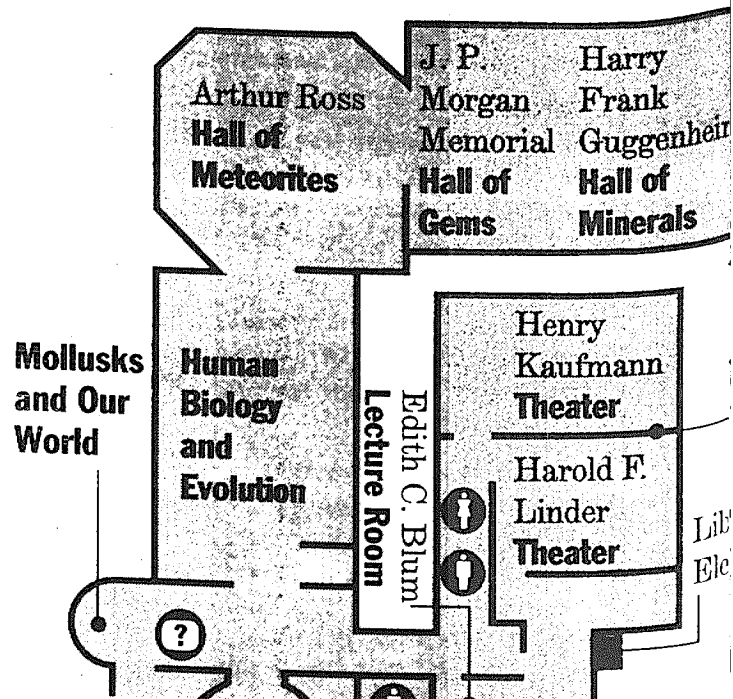 Arthur Ross
Hall of
Meteorites
J. P.
Morgan
Memorial
Hall of
Gems
Harry
Frank
Guggenheim
Hall of
Minerals
Mollusks
and Our
World
Human
Biology
and
Evolution
Edith C. Blum
Lecture Room
Henry
Kaufmann
Theater
Harold F.
Linder
Theater
?